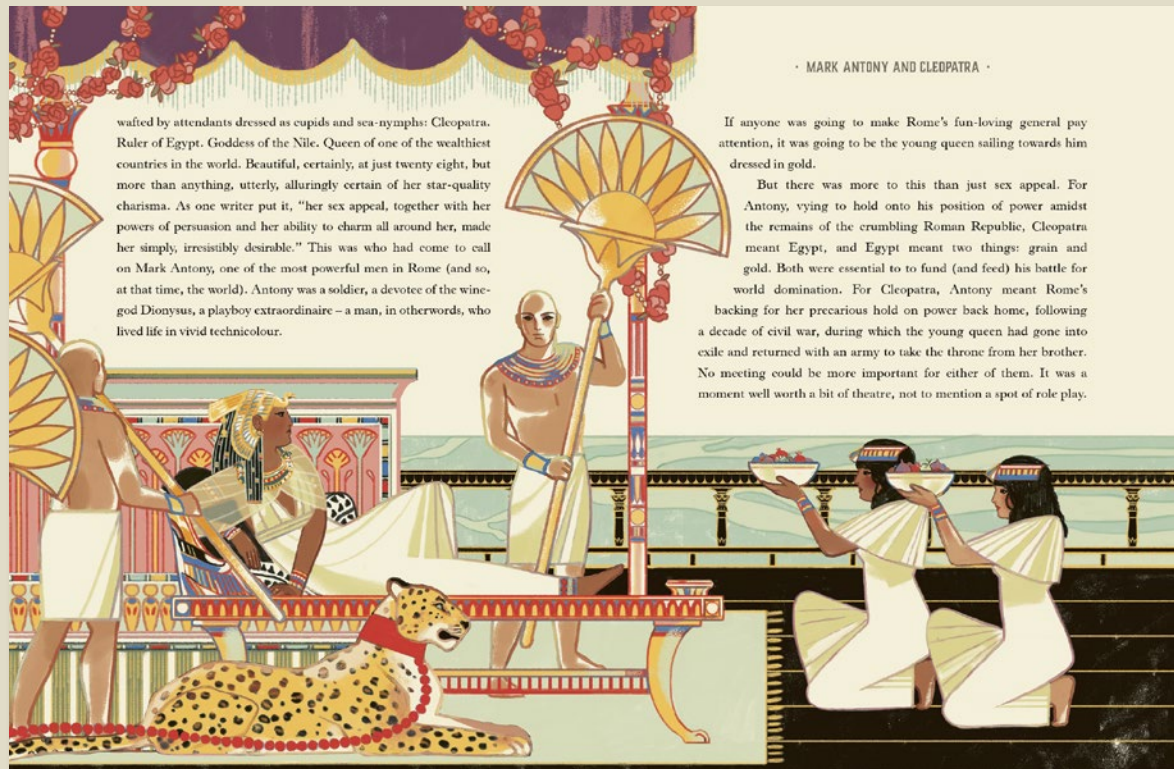 wafted by attendants dressed as cupids and sea-nymphs: Cleopatra.
Ruler of Egypt. Goddess of the Nile. Queen of one of the wealthiest
countries in the world. Beautiful, certainly, at just twenty eight, but
more than anything, utterly, alluringly certain of her star-quality
charisma. As one writer put it, “her sex appeal, together with her
powers of persuasion and her ability to charm all around her, made
her simply, irresistibly desirable.” This was who had come to call
on Mark Antony, one of the most powerful men in Rome (and so,
at that time, the world). Antony was a soldier, a devotee of the wine-
god Dionysus, a playboy extraordinaire – a man, in otherwords, who
lived life in vivid technicolour.
· MARK ANTONY AND CLEOPATRA ·
If anyone was going to make Rome’s fun-loving general pay
attention, it was going to be the young queen sailing towards him
dressed in gold.
But there was more to this than just sex appeal. For
Antony, vying to hold onto his position of power amidst
the remains of the crumbling Roman Republic, Cleopatra
meant Egypt, and Egypt meant two things: grain and
gold. Both were essential to to fund (and feed) his battle for
world domination. For Cleopatra, Antony meant Rome’s
backing for her precarious hold on power back home, following
a decade of civil war, during which the young queen had gone into
exile and returned with an army to take the throne from her brother.
No meeting could be more important for either of them. It was a
moment well worth a bit of theatre, not to mention a spot of role play.